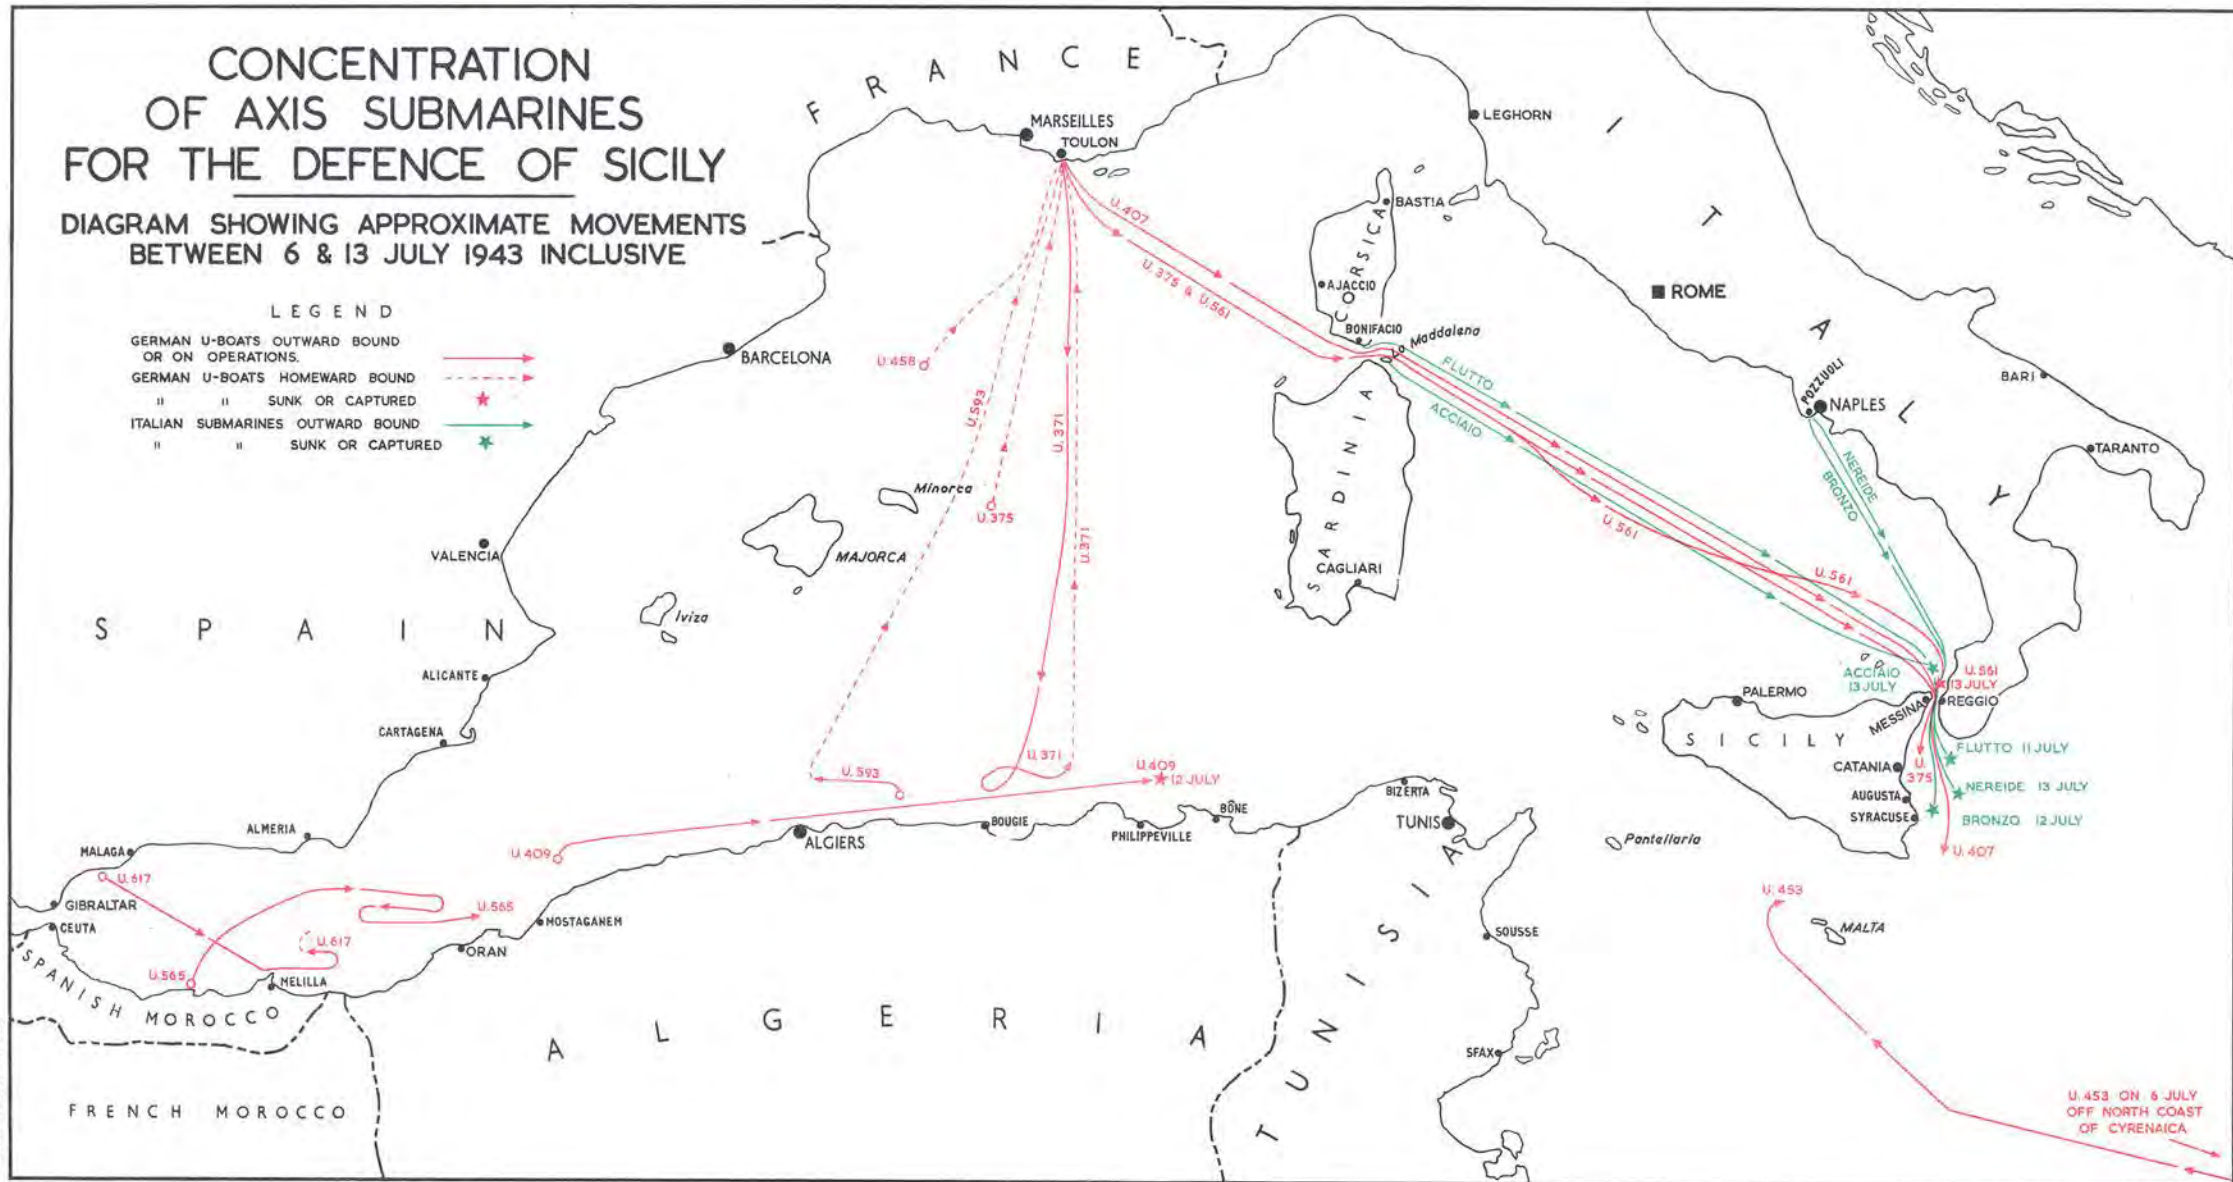 CONCENTRATION
OF AXIS SUBMARINES
FOR THE DEFENCE OF SICILY
DIAGRAM SHOWING APPROXIMATE MOVEMENTS
BETWEEN 6 & 13 JULY 1943 INCLUSIVE
LEGEND
GERMAN U-BOATS OUTWARD BOUND
OR ON OPERATIONS.
GERMAN U-BOATS HOMEWARD BOUND
" " SUNK OR CAPTURED
ITALIAN SUBMARINES OUTWARD BOUND
" " SUNK OR CAPTURED
FRANCE
MARSEILLES
TOULON
LEGHORN
ITALY
BASTIA
CORSICA
AJACCIO
BONIFACIO
La Maddalena
ROME
BARCELONA
POZZUOLI
NAPLES
BARI
TARANTO
U.407
U.375 & U.561
U.458
U.593
U.371
U.371
FLUTTO
ACCIAIO
NEREIDE
BRONZO
Minorca
U.375
MAJORCA
VALENCIA
Iviza
SARDINIA
CAGLIARI
U.561
U.561
SPAIN
ALICANTE
CARTAGENA
ALMERIA
MALAGA
GIBRALTAR
CEUTA
U.593
U.371
U.409
12 JULY
ACCIAIO
13 JULY
U.561
13 JULY
PALERMO
MESSINA
REGGIO
SICILY
U.
375
FLUTTO 11 JULY
CATANIA
NEREIDE 13 JULY
AUGUSTA
SYRACUSE
BRONZO 12 JULY
U.407
BIZERTA
TUNIS
Pantellaria
BÔNE
PHILIPPEVILLE
BOUGIE
ALGIERS
U.409
U.617
U.565
U.617
MOSTAGANEM
ORAN
U.565
MELILLA
SPANISH MOROCCO
FRENCH MOROCCO
ALGERIA
TUNISIA
SOUSSE
SFAX
U.453
MALTA
U.453 ON 6 JULY
OFF NORTH COAST
OF CYRENAICA